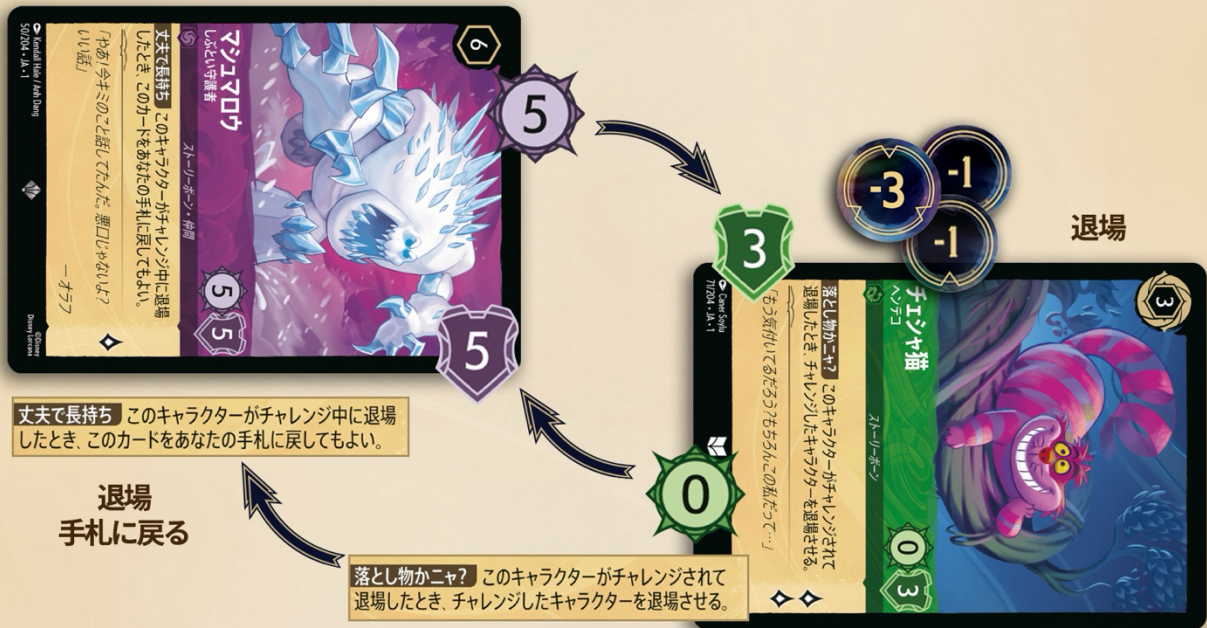 6
マシュマロウ
しぶとい守護者
ストーリーボーン・仲間
5
5
丈夫で長持ち このキャラクターがチャレンジ中に退場
したとき、このカードをあなたの手札に戻してもよい。
「やあ!今キミのこと話してたんだ。悪口じゃないよ?
いい話」
ーオラフ
Kendall Hale / Anh Dang
50/204・JA・1
©Disney
Disney Lorcana
5
5
丈夫で長持ち このキャラクターがチャレンジ中に退場
したとき、このカードをあなたの手札に戻してもよい。
退場
手札に戻る
-3
-1
-1
退場
3
0
3
チェシャ猫
ヘンテコ
ストーリーボーン
0
3
落とし物かニャ? このキャラクターがチャレンジされて
退場したとき、チャレンジしたキャラクターを退場させる。
「もう気付いてるだろう?もちろんこの私だって…」
71/204・JA・1
落とし物かニャ? このキャラクターがチャレンジされて
退場したとき、チャレンジしたキャラクターを退場させる。